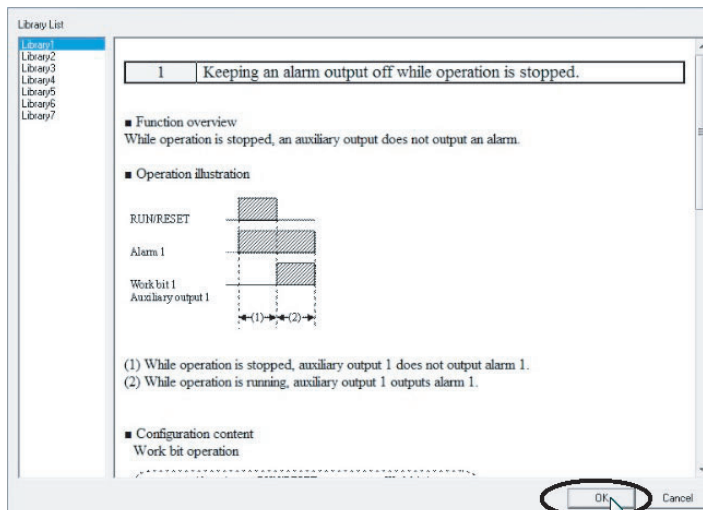 Library List
Library1
Library2
Library3
Library4
Library5
Library6
Library7
1 Keeping an alarm output off while operation is stopped.
■ Function overview
While operation is stopped, an auxiliary output does not output an alarm.
■ Operation illustration
RUN/RESET
Alarm 1
Work bit 1
Auxiliary output 1
(1) (2)
(1) While operation is stopped, auxiliary output 1 does not output alarm 1.
(2) While operation is running, auxiliary output 1 outputs alarm 1.
■ Configuration content
Work bit operation
OK Cancel